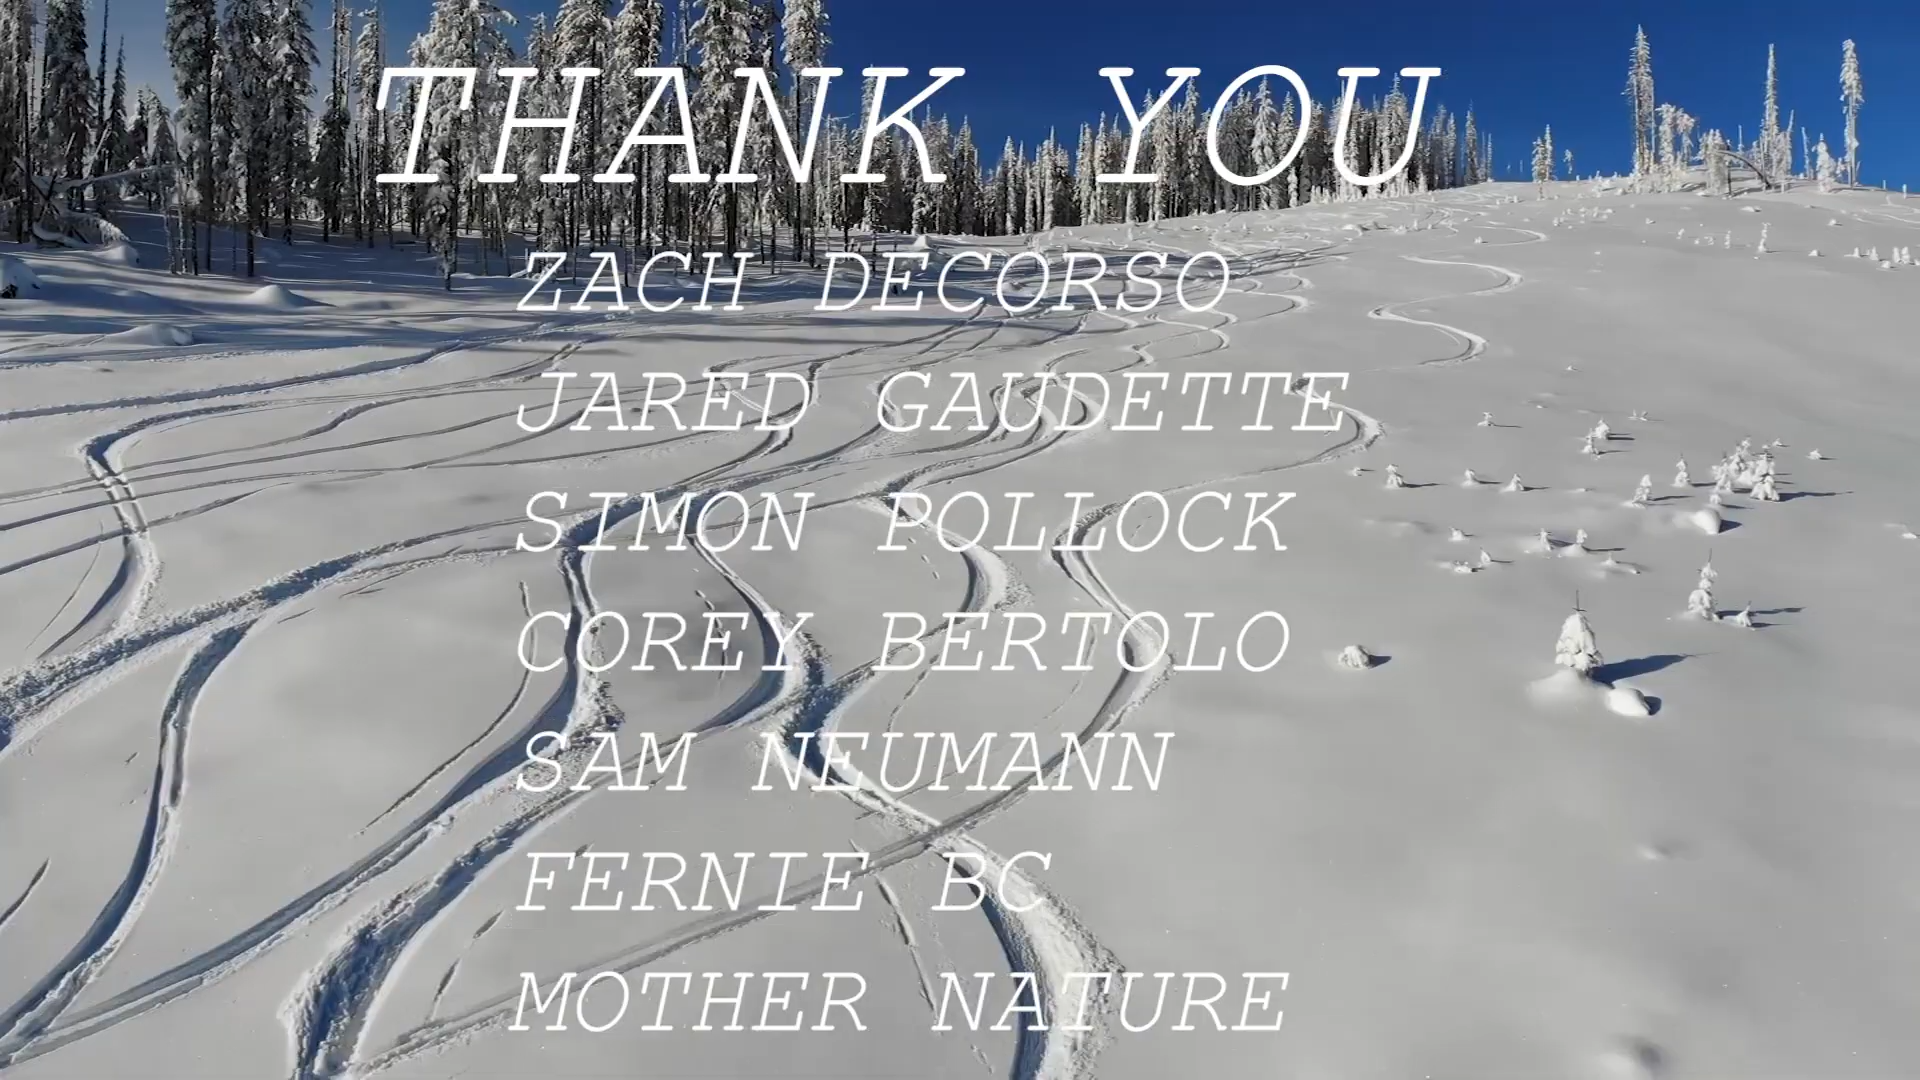 THANK YOU
ZACH DECORSO
JARED GAUDETTE
SIMON POLLOCK
COREY BERTOLO
SAM NEUMANN
FERNIE BC
MOTHER NATURE